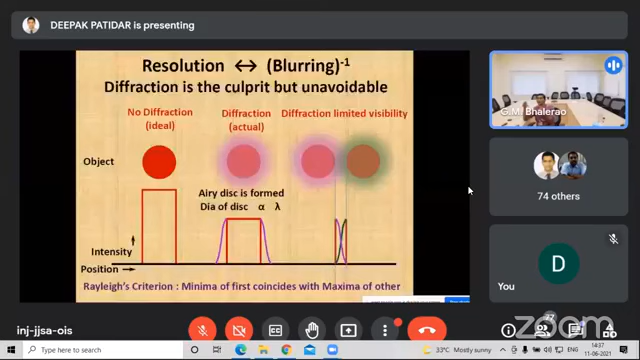 DEEPAK PATIDAR is presenting
Resolution ↔ (Blurring)-1
Diffraction is the culprit but unavoidable
No Diffraction
(ideal)
Diffraction
(actual)
Diffraction limited visibility
Object
Airy disc is formed
Dia of disc α λ
Intensity
Position
Rayleigh's Criterion : Minima of first coincides with Maxima of other
G.M. Bhalerao
74 others
D
You
zoom
inj-jjsa-ois
77
Type here to search
33°C Mostly sunny
ENG
14:37
11-06-2021